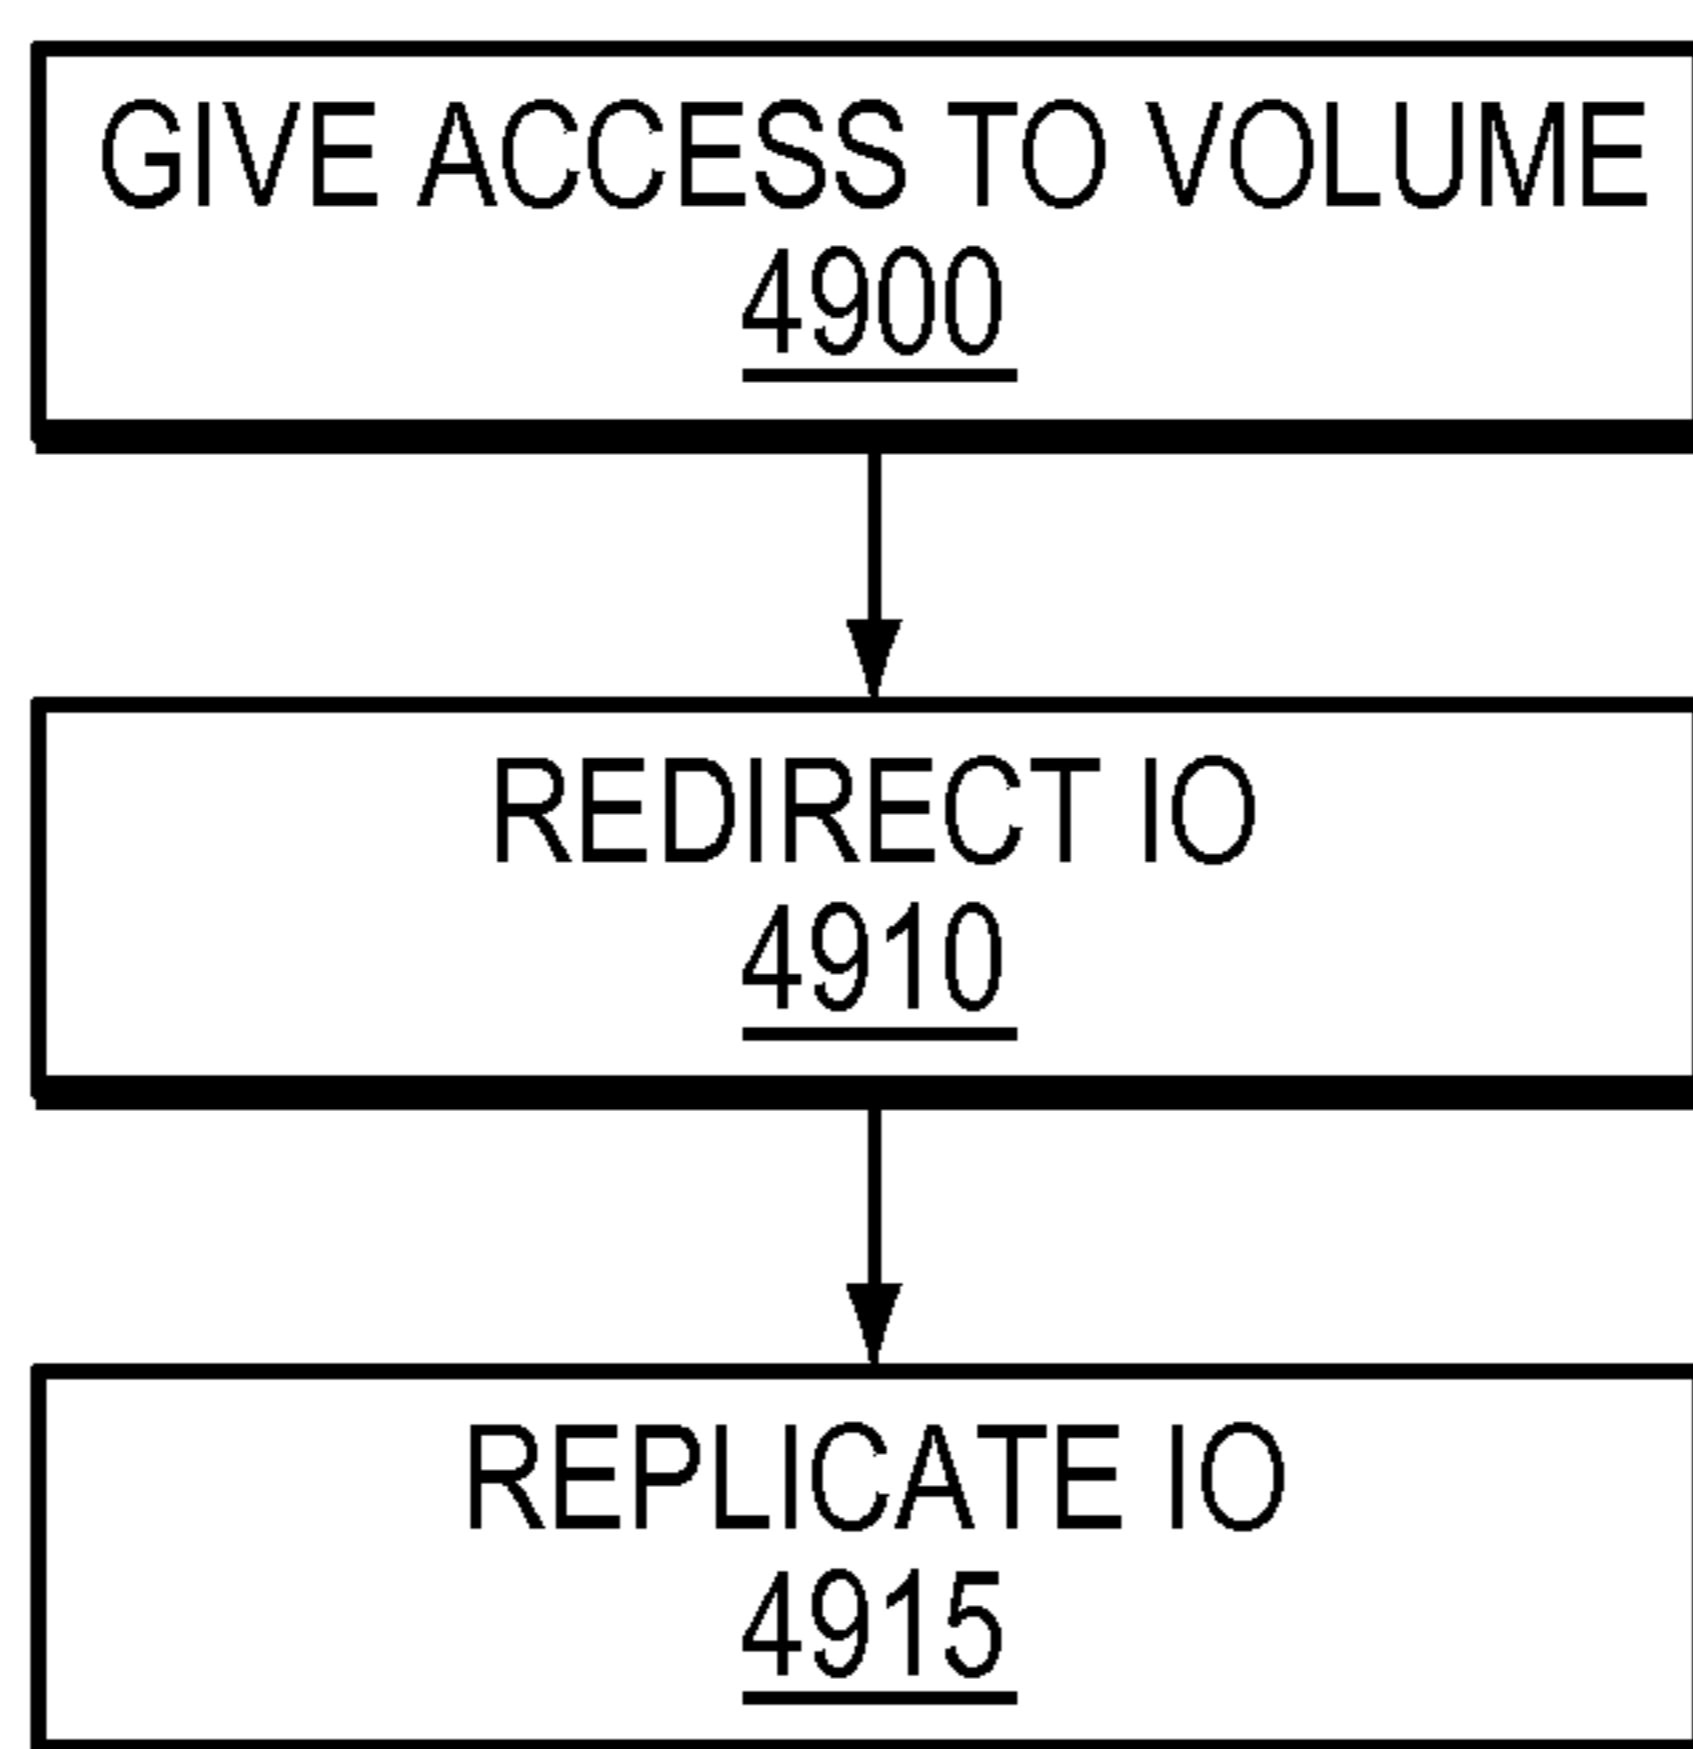 GIVE ACCESS TO VOLUME
4900
REDIRECT IO
4910
REPLICATE IO
4915